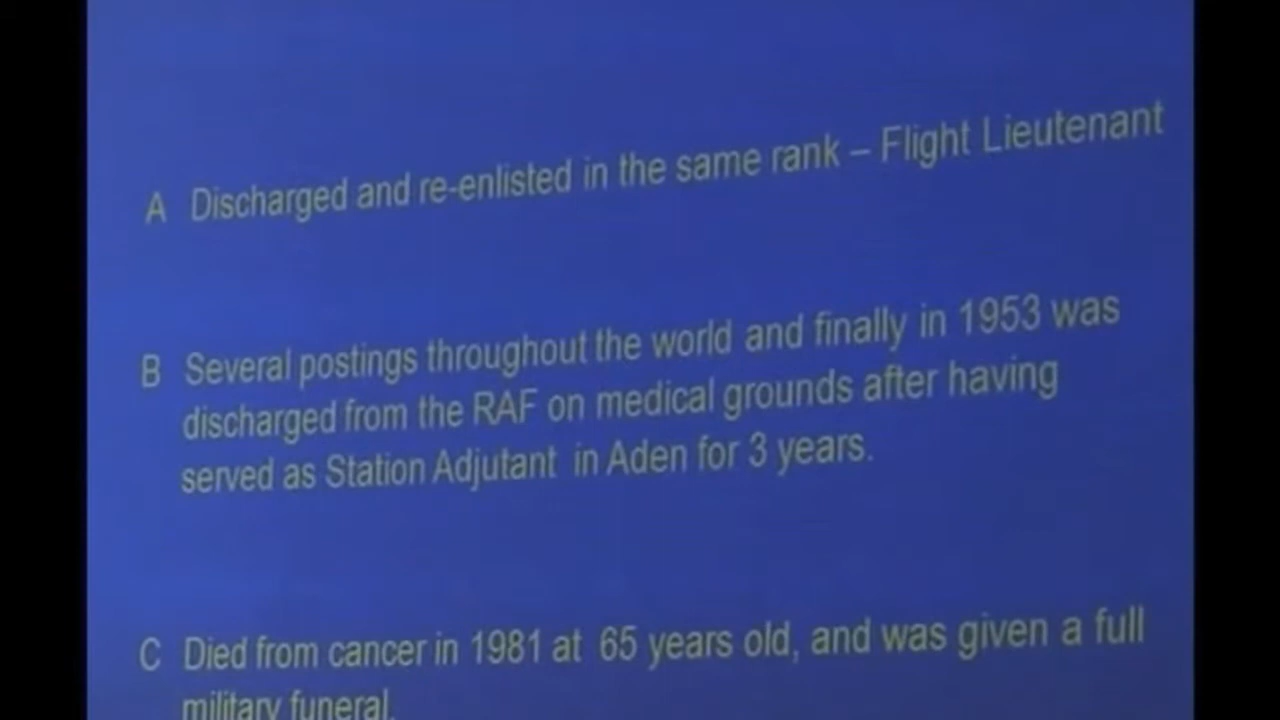 A Discharged and re-enlisted in the same rank – Flight Lieutenant
B Several postings throughout the world and finally in 1953 was
discharged from the RAF on medical grounds after having
served as Station Adjutant in Aden for 3 years.
C Died from cancer in 1981 at 65 years old, and was given a full
military funeral.